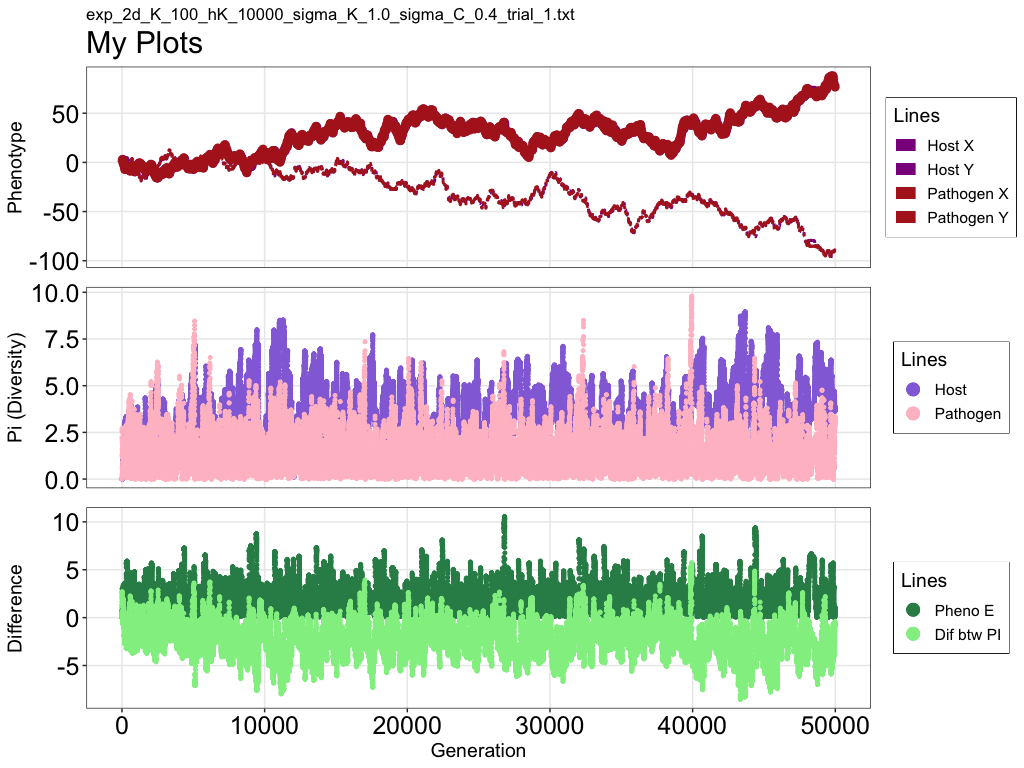 exp_2d_K_100_hK_10000_sigma_K_1.0_sigma_C_0.4_trial_1.txt
My Plots
Phenotype
50
0
-50
-100
Lines
Host X
Host Y
Pathogen X
Pathogen Y
Pi (Diversity)
10.0
7.5
5.0
2.5
0.0
Lines
Host
Pathogen
Difference
10
5
0
-5
Lines
Pheno E
Dif btw PI
0 10000 20000 30000 40000 50000
Generation